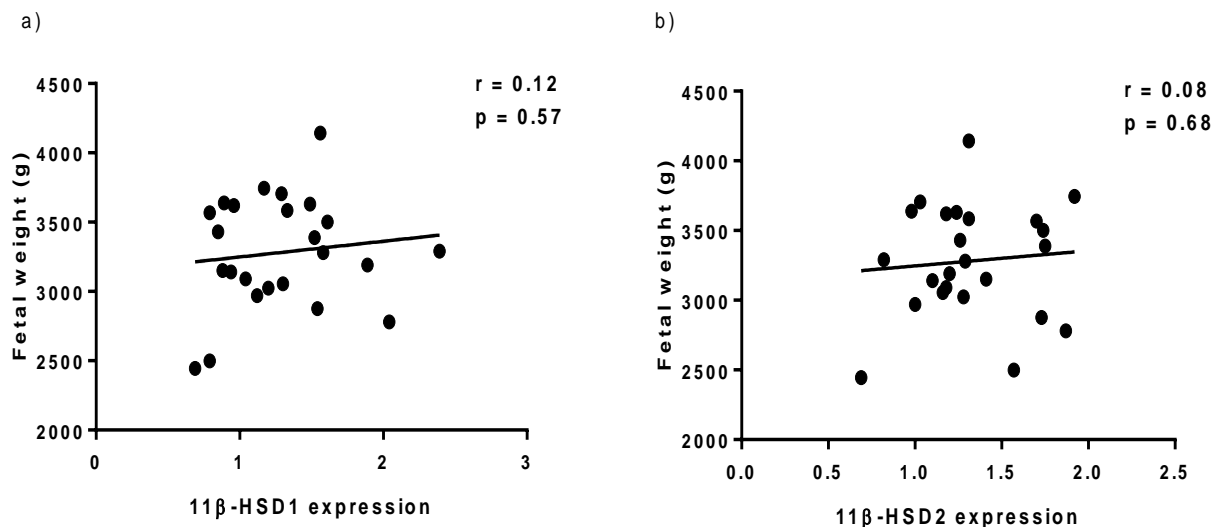 a)
r = 0.12
p = 0.57
4500
4000
3500
3000
2500
2000
Fetal weight (g)
0 1 2 3
11β-HSD1 expression
b)
r = 0.08
p = 0.68
4500
4000
3500
3000
2500
2000
Fetal weight (g)
0.0 0.5 1.0 1.5 2.0 2.5
11β-HSD2 expression